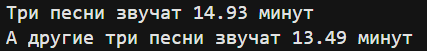 Три песни звучат 14.93 минут
А другие три песни звучат 13.49 минут